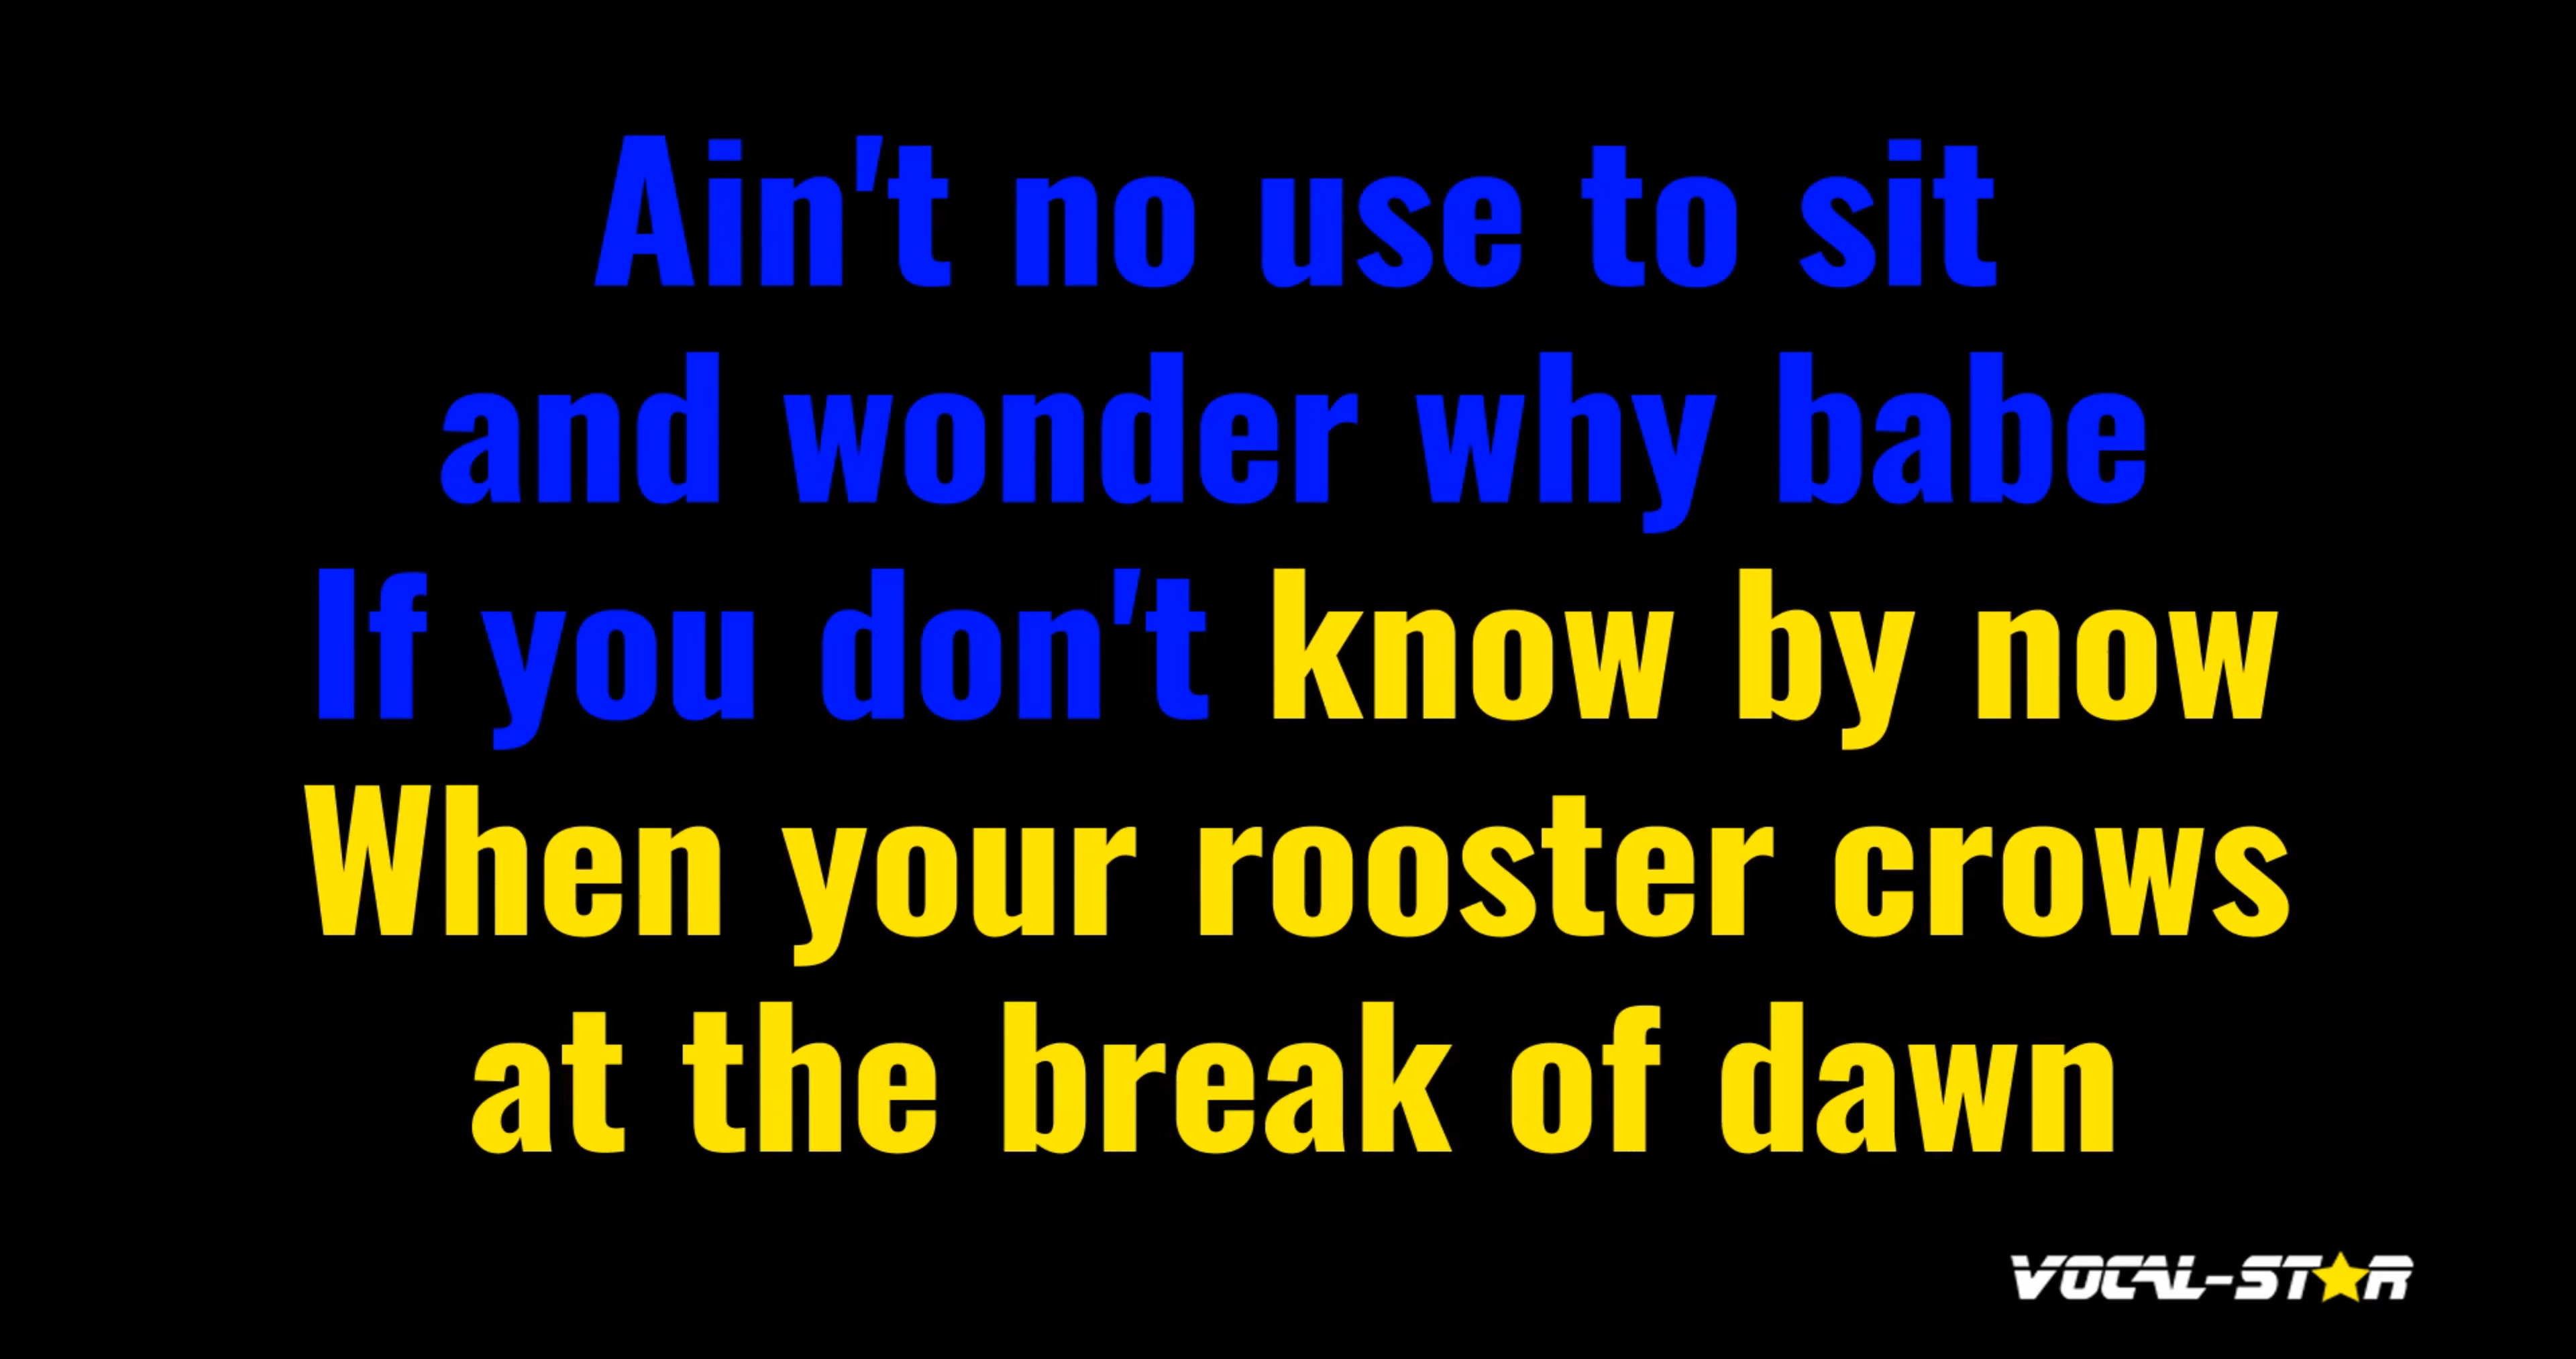 Ain't no use to sit
and wonder why babe
If you don't know by now
When your rooster crows
at the break of dawn
VOCAL-STAR